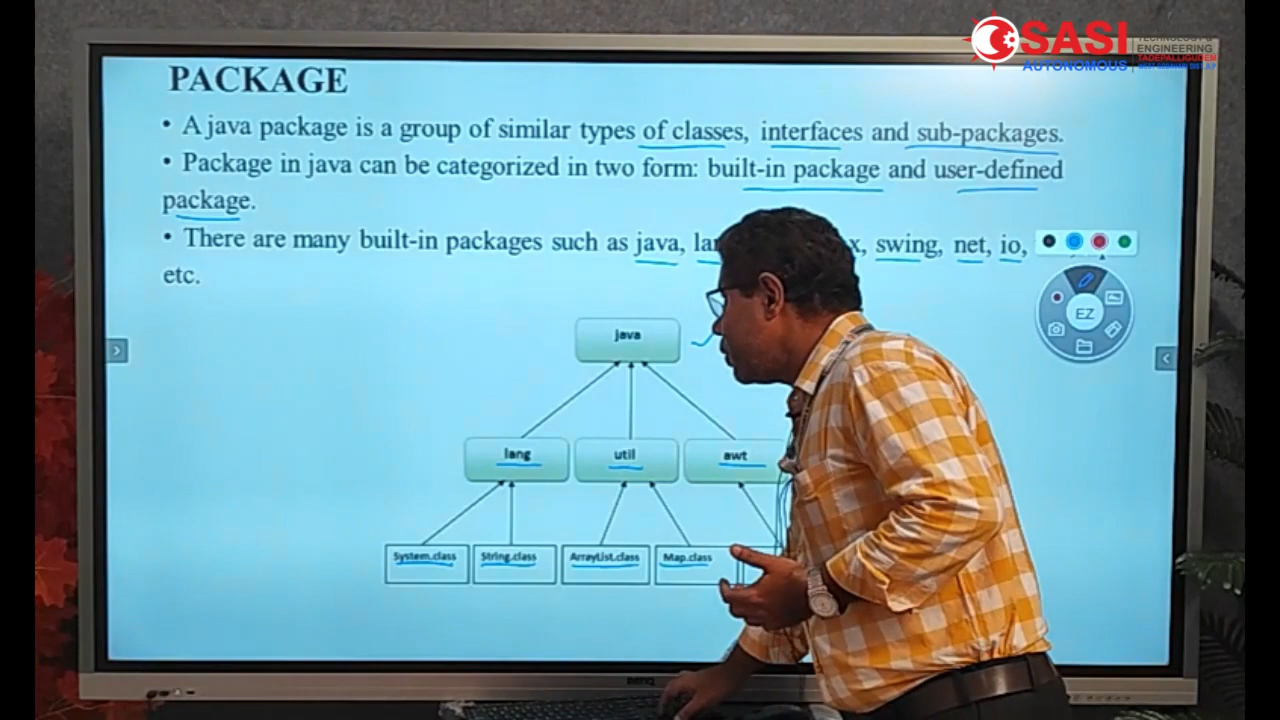 SASI
TECHNOLOGY &
ENGINEERING
TADEPALLIGUDEM
AUTONOMOUS
PACKAGE
• A java package is a group of similar types of classes, interfaces and sub-packages.
• Package in java can be categorized in two form: built-in package and user-defined
package.
• There are many built-in packages such as java, lan x, swing, net, io,
etc.
EZ
java
lang util awt
System.class String.class ArrayList.class Map.class
BenQ